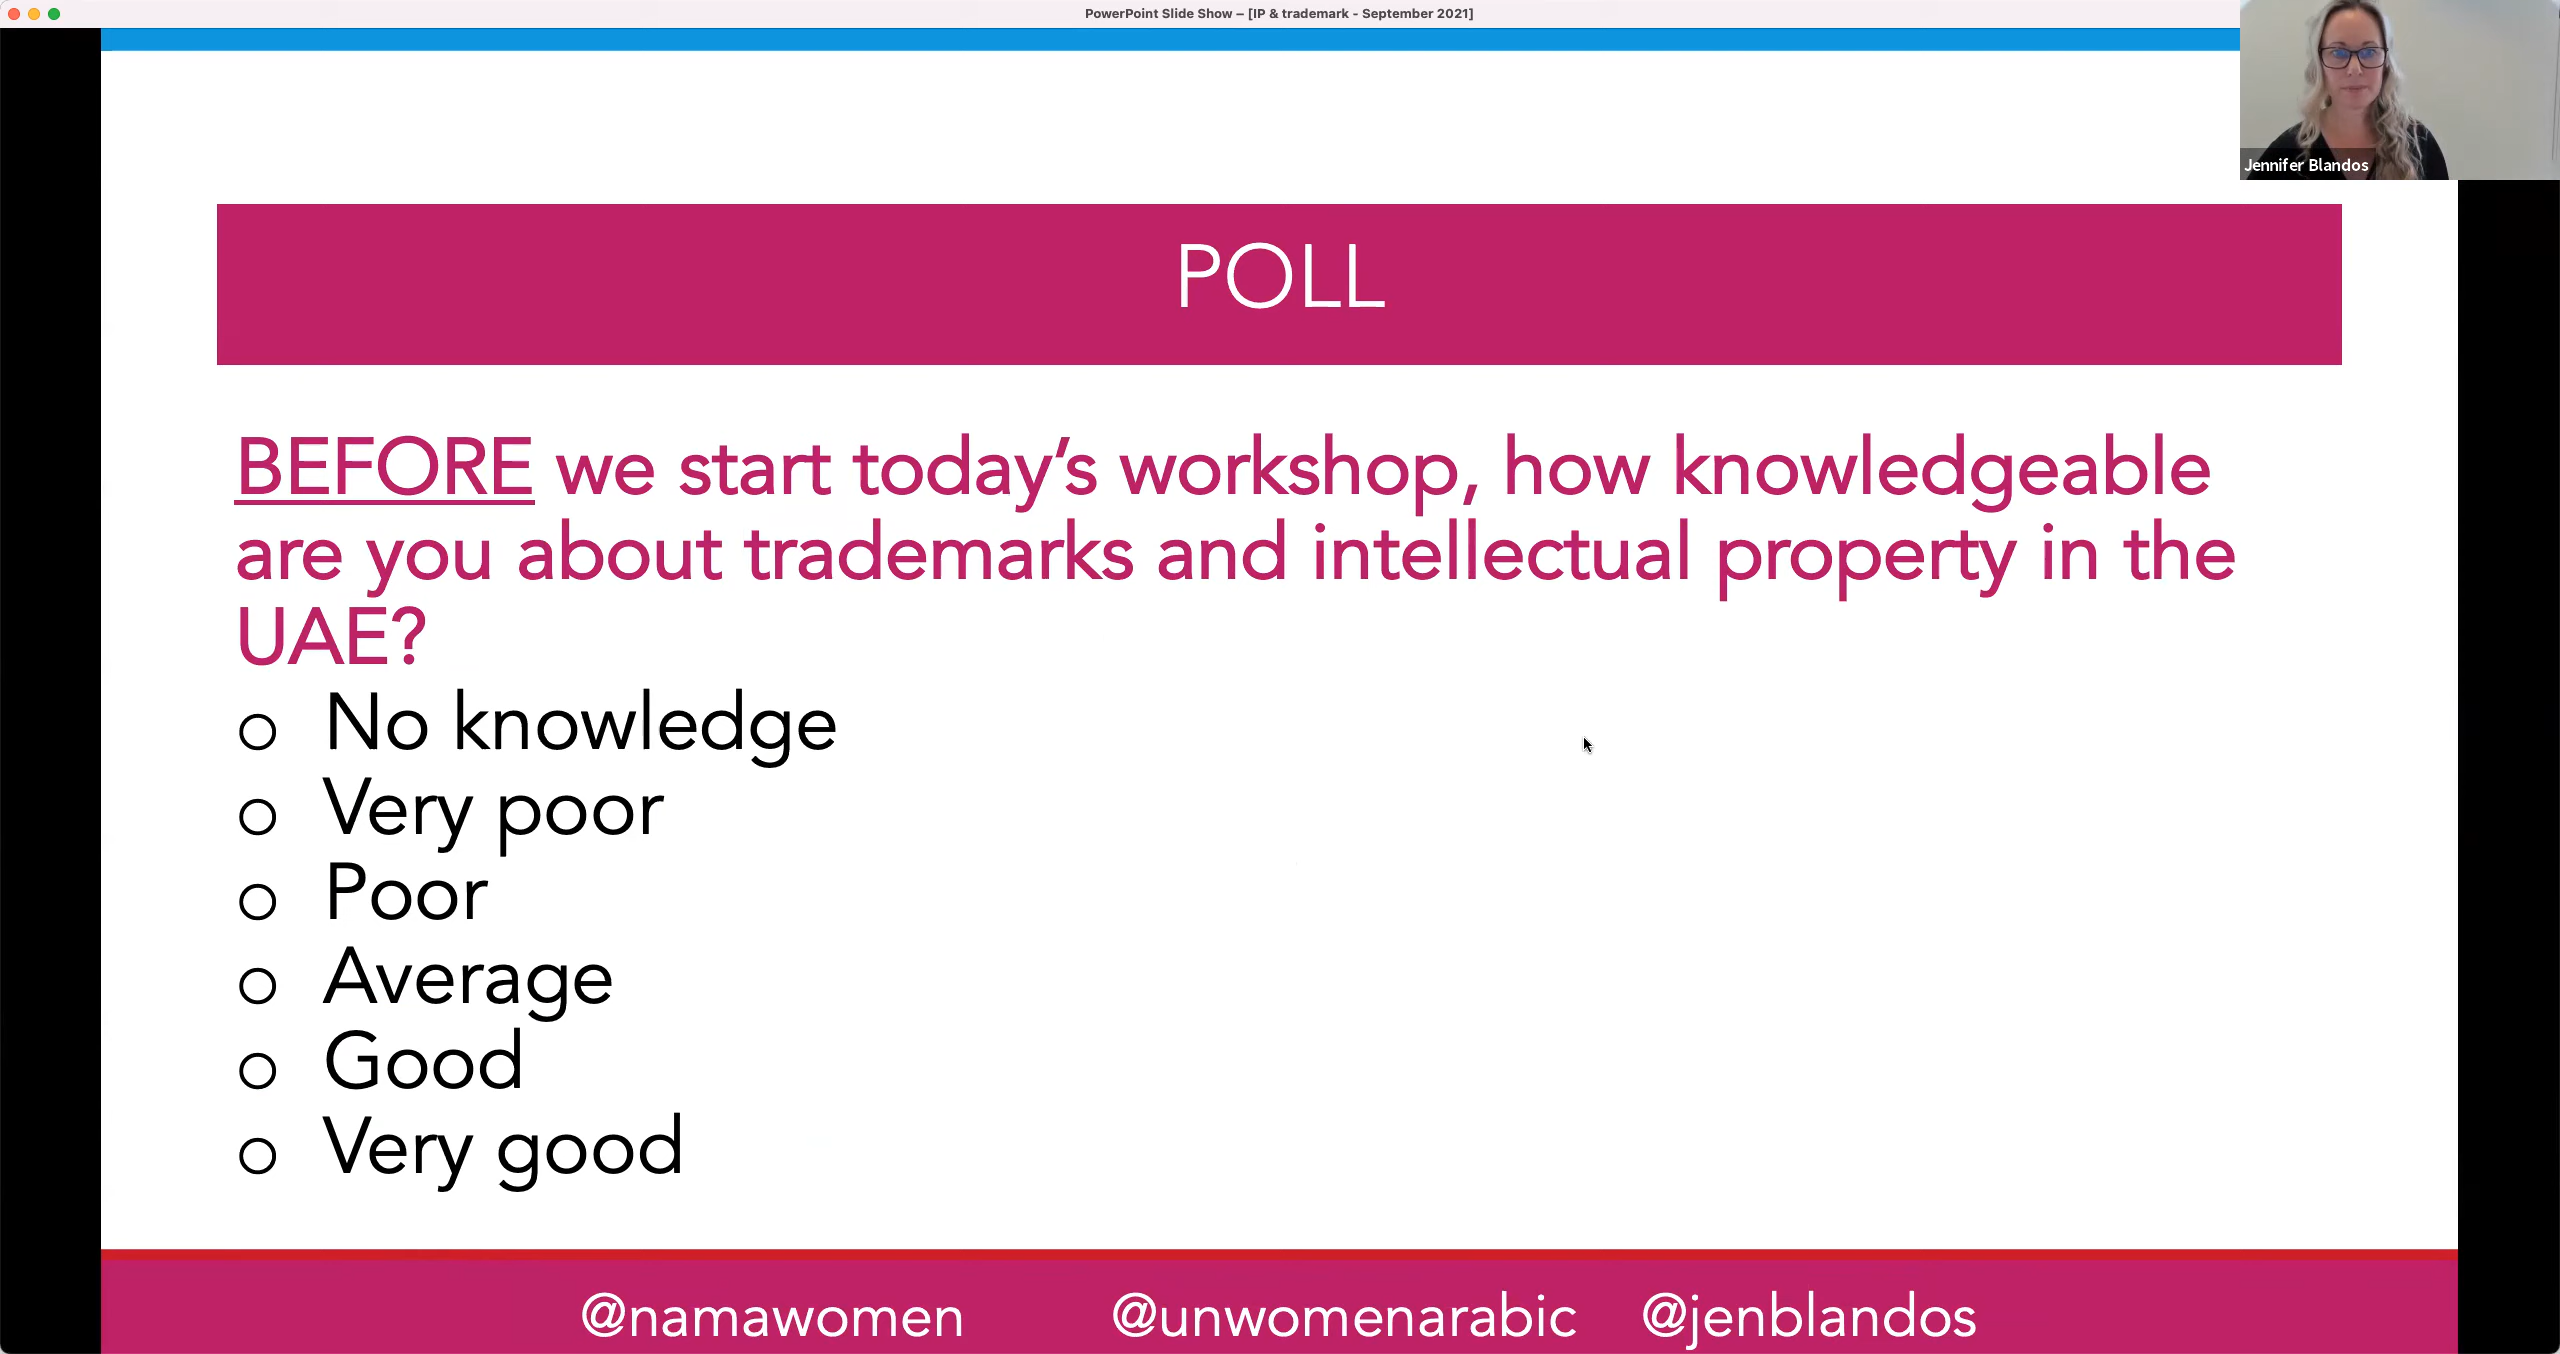 PowerPoint Slide Show – [IP & trademark - September 2021]
Jennifer Blandos
POLL
BEFORE we start today’s workshop, how knowledgeable
are you about trademarks and intellectual property in the
UAE?
o No knowledge
o Very poor
o Poor
o Average
o Good
o Very good
@namawomen @unwomenarabic @jenblandos